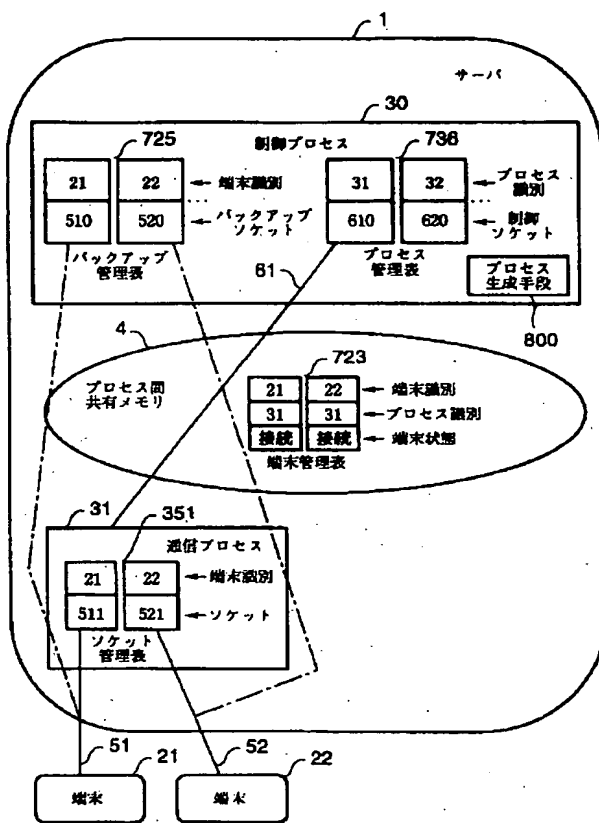 1
サーバ
30
725
制御プロセス
736
21 22 ←端末識別
31 32 ←プロセス識別
510 520 ←バックアップソケット
610 620 ←制御ソケット
バックアップ管理表
プロセス管理表
プロセス生成手段
61
800
4
プロセス間共有メモリ
723
21 22 ←端末識別
31 31 ←プロセス識別
接続 接続 ←端末状態
端末管理表
31
351
通信プロセス
21 22 ←端末識別
511 521 ←ソケット
ソケット管理表
51
21
52
22
端末
端末